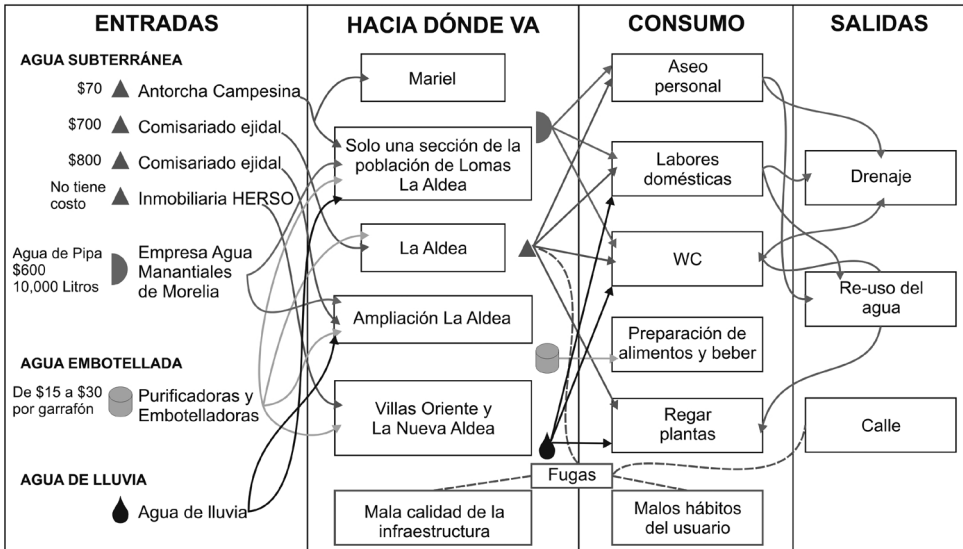 ENTRADAS
AGUA SUBTERRÁNEA
$70
Antorcha Campesina
$700
Comisariado ejidal
$800
Comisariado ejidal
No tiene
costo
Inmobiliaria HERSO
Agua de Pipa
$600
10,000 Litros
Empresa Agua
Manantiales
de Morelia
AGUA EMBOTELLADA
De $15 a $30
por garrafón
Purificadoras y
Embotelladoras
AGUA DE LLUVIA
Agua de lluvia
HACIA DÓNDE VA
Mariel
Solo una sección de la
población de Lomas
La Aldea
La Aldea
Ampliación La Aldea
Villas Oriente y
La Nueva Aldea
Fugas
Mala calidad de la
infraestructura
CONSUMO
Aseo
personal
Labores
domésticas
WC
Preparación de
alimentos y beber
Regar
plantas
Malos hábitos
del usuario
SALIDAS
Drenaje
Re-uso del
agua
Calle